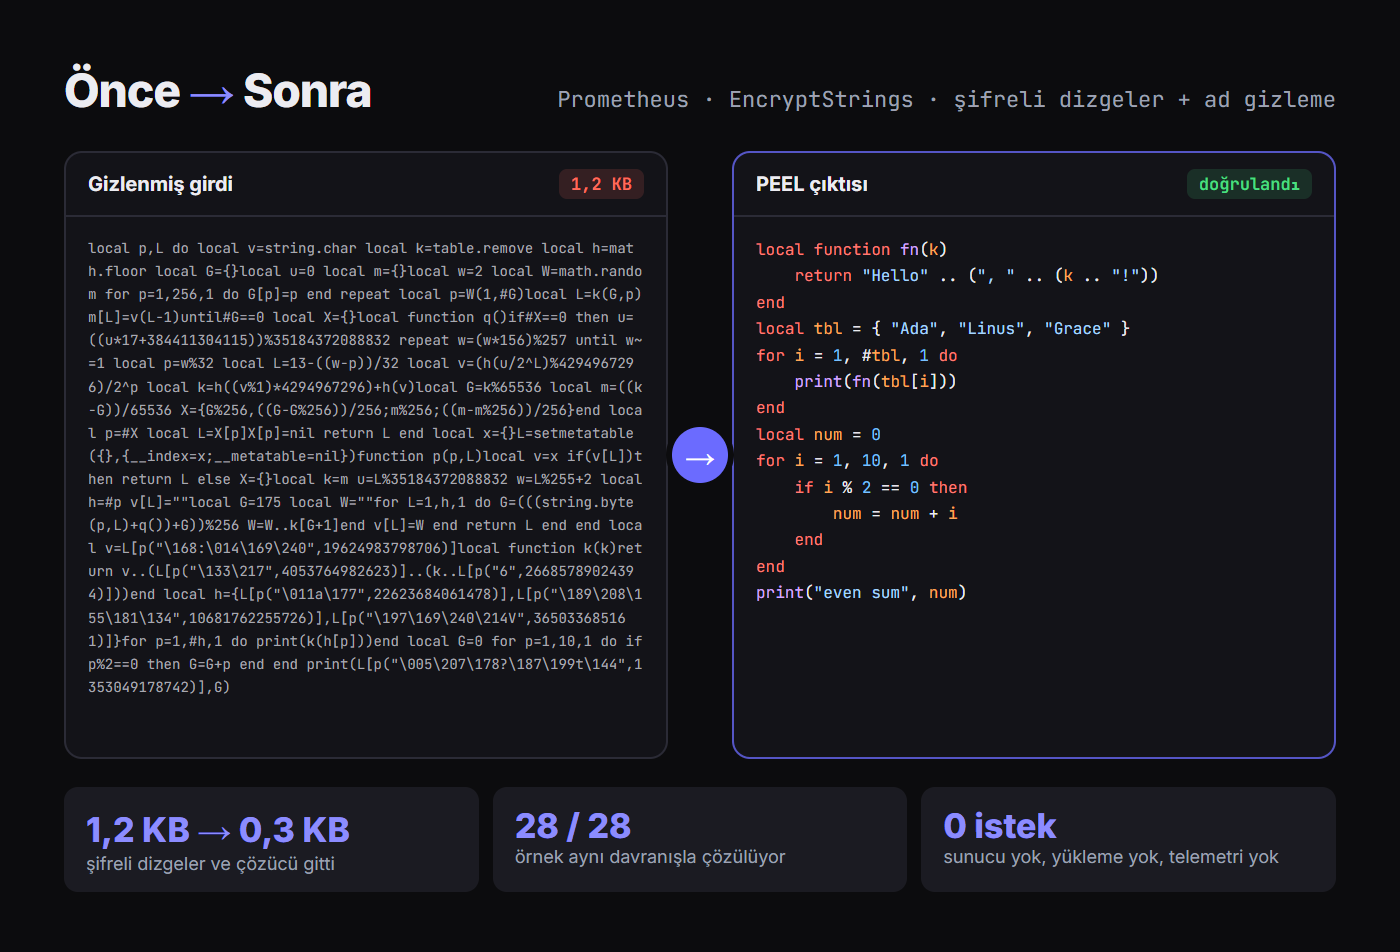 Önce → Sonra
Prometheus · EncryptStrings · şifreli dizgeler + ad gizleme
Gizlenmiş girdi
1,2 KB
local p,L do local v=string.char local k=table.remove local h=mat
h.floor local G={}local u=0 local m={}local w=2 local W=math.rando
m for p=1,256,1 do G[p]=p end repeat local p=W(1,#G)local L=k(G,p)
m[L]=v(L-1)until#G==0 local X={}local function q()if#X==0 then u=
((u*17+384411304115))%35184372088832 repeat w=(w*156)%257 until w~
=1 local p=w%32 local L=13-((w-p))/32 local v=(h(u/2^L)%429496729
6)/2^p local k=h((v%1)*4294967296)+h(v)local G=k%65536 local m=((k
-G))/65536 X={G%256,((G-G%256))/256;m%256;((m-m%256))/256}end loca
l p=#X local L=X[p]X[p]=nil return L end local x={}L=setmetatable
({},{__index=x;__metatable=nil})function p(p,L)local v=x if(v[L])t
hen return L else X={}local k=m u=L%35184372088832 w=L%255+2 local
h=#p v[L]=""local G=175 local W=""for L=1,h,1 do G=(((string.byte
(p,L)+q())+G))%256 W=W..k[G+1]end v[L]=W end return L end end loca
l v=L[p("\168:\014\169\240",19624983798706)]local function k(k)ret
urn v..(L[p("\133\217",4053764982623)]..(k..L[p("6",2668578902439
4)]))end local h={L[p("\011a\177",22623684061478)],L[p("\189\208\1
55\181\134",10681762255726)],L[p("\197\169\240\214V",36503368516
1)]}for p=1,#h,1 do print(k(h[p]))end local G=0 for p=1,10,1 do if
p%2==0 then G=G+p end end print(L[p("\005\207\178?\187\199t\144",1
353049178742)],G)
PEEL çıktısı
doğrulandı
local function fn(k)
    return "Hello" .. (", " .. (k .. "!"))
end
local tbl = { "Ada", "Linus", "Grace" }
for i = 1, #tbl, 1 do
    print(fn(tbl[i]))
end
local num = 0
for i = 1, 10, 1 do
    if i % 2 == 0 then
        num = num + i
    end
end
print("even sum", num)
→
1,2 KB → 0,3 KB
şifreli dizgeler ve çözücü gitti
28 / 28
örnek aynı davranışla çözülüyor
0 istek
sunucu yok, yükleme yok, telemetri yok